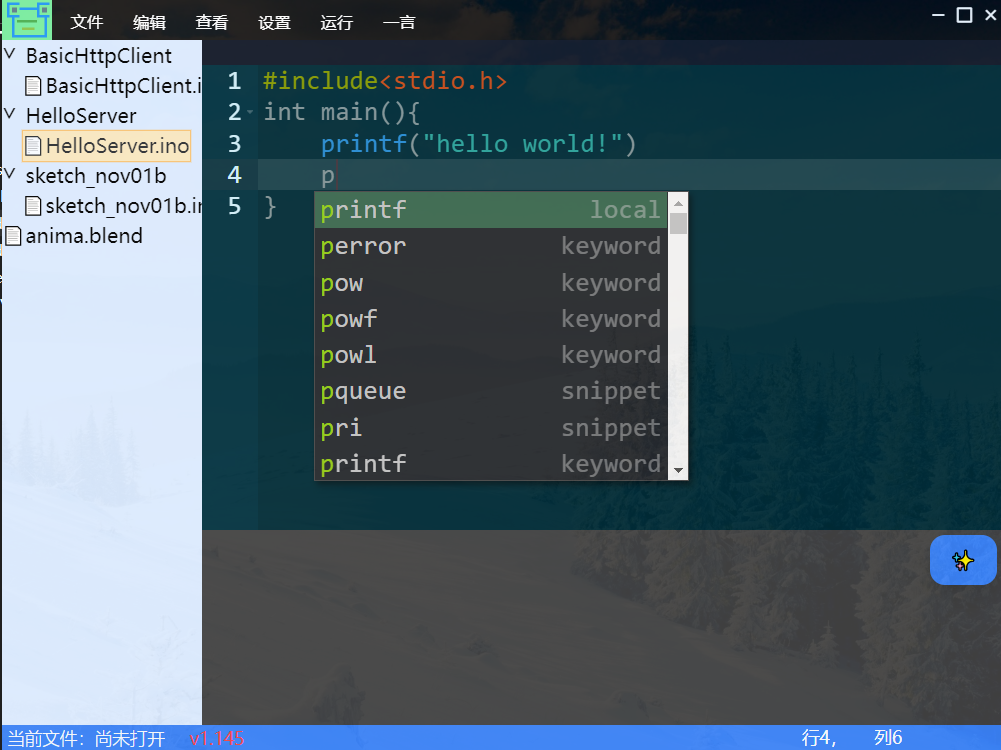 文件 编辑 查看 设置 运行 一言
BasicHttpClient
BasicHttpClient.i
HelloServer
HelloServer.ino
sketch_nov01b
sketch_nov01b.ir
anima.blend
1 #include<stdio.h>
2 int main(){
3 printf("hello world!")
4 p
5 }
printf local
perror keyword
pow keyword
powf keyword
powl keyword
pqueue snippet
pri snippet
printf keyword
当前文件：尚未打开 v1.145 行4, 列6